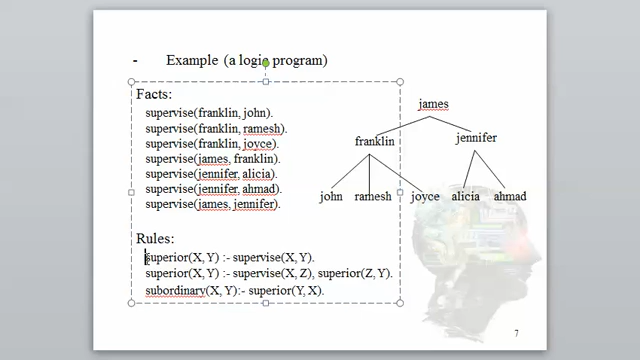 - Example (a logic program)
Facts:
supervise(franklin, john).
supervise(franklin, ramesh).
supervise(franklin, joyce).
supervise(james, franklin).
supervise(jennifer, alicia).
supervise(jennifer, ahmad).
supervise(james, jennifer).
Rules:
superior(X, Y) :- supervise(X, Y).
superior(X, Y) :- supervise(X, Z), superior(Z, Y).
subordinary(X, Y):- superior(Y, X).
james
franklin jennifer
john ramesh joyce alicia ahmad
7